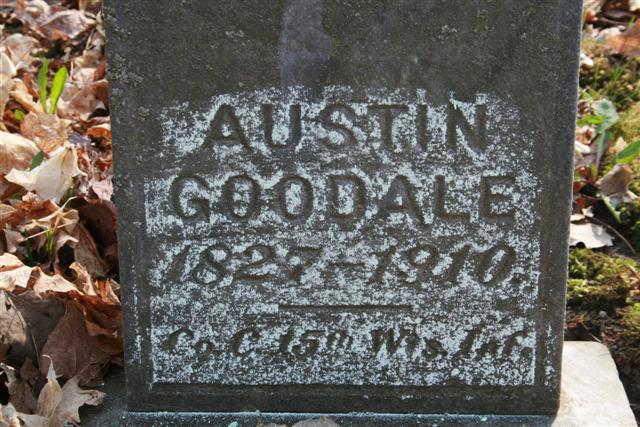 AUSTIN
GOODALE
1827–1910.
Co. C. 15th Wis. Inf.